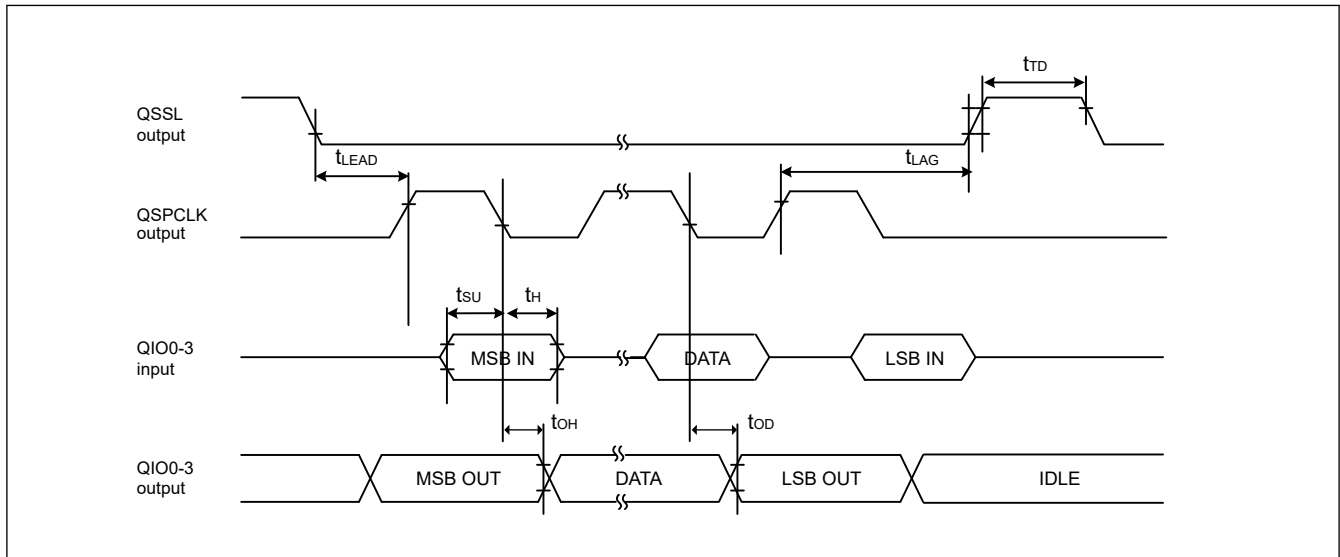 tTD
QSSL
output
tLEAD
tLAG
QSPCLK
output
tSU
tH
QIO0-3
input
MSB IN
DATA
LSB IN
tOH
tOD
QIO0-3
output
MSB OUT
DATA
LSB OUT
IDLE